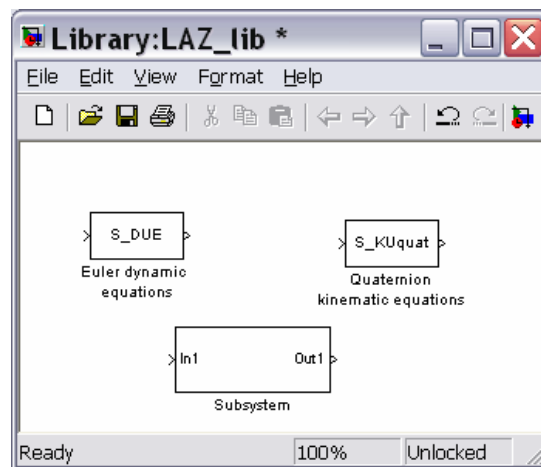 Library:LAZ_lib *
File Edit View Format Help
S_DUE
Euler dynamic
equations
S_KUquat
Quaternion
kinematic equations
In1 Out1
Subsystem
Ready 100% Unlocked